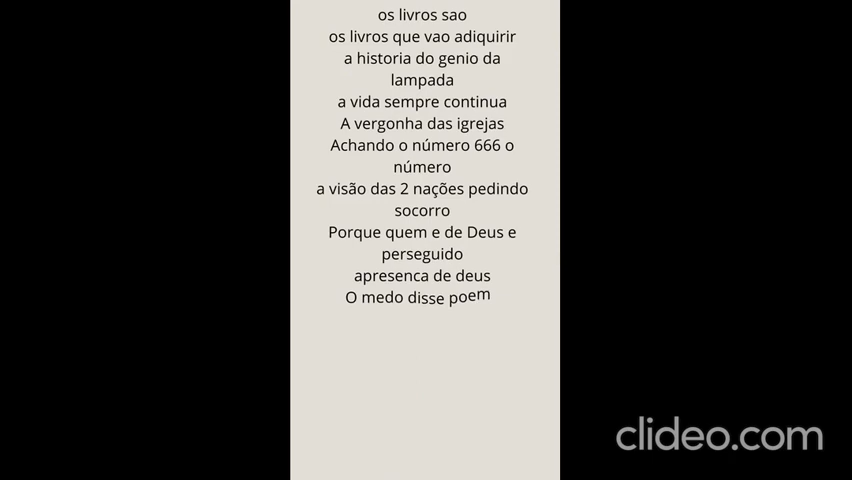 os livros sao
os livros que vao adiquirir
a historia do genio da
lampada
a vida sempre continua
A vergonha das igrejas
Achando o número 666 o
número
a visão das 2 nações pedindo
socorro
Porque quem e de Deus e
perseguido
apresenca de deus
O medo disse poem
clideo.com